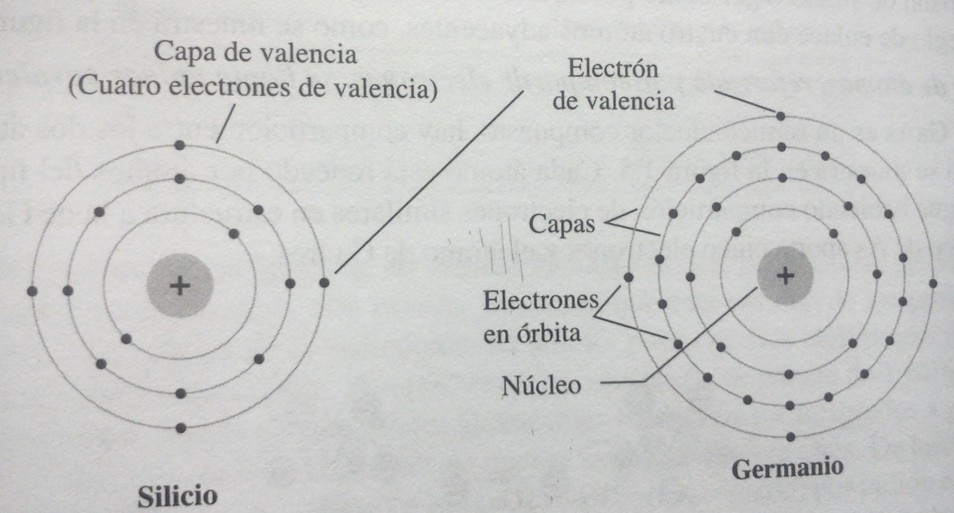 Capa de valencia
(Cuatro electrones de valencia)
Electrón
de valencia
Capas
Electrones
en órbita
Núcleo
+
+
Silicio
Germanio